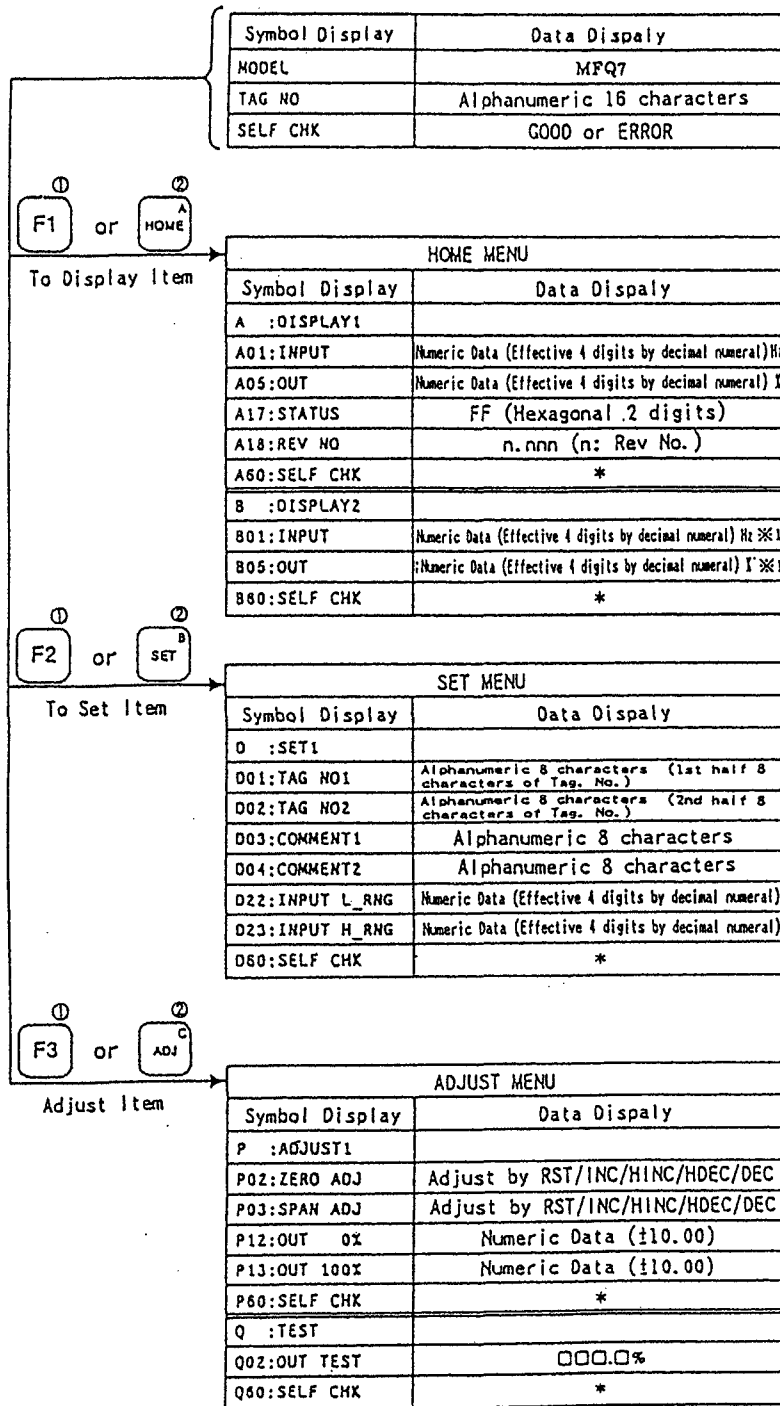 Symbol Display Data Dispaly
MODEL MFQ7
TAG NO Alphanumeric 16 characters
SELF CHK GOOD or ERROR
① ②
F1 or HOME A
To Display Item
HOME MENU
Symbol Display Data Dispaly
A :DISPLAY1
A01:INPUT Numeric Data (Effective 4 digits by decimal numeral)Hz
A05:OUT Numeric Data (Effective 4 digits by decimal numeral)
A17:STATUS FF (Hexagonal 2 digits)
A18:REV NO n.nnn (n: Rev No.)
A60:SELF CHK *
B :DISPLAY2
B01:INPUT Numeric Data (Effective 4 digits by decimal numeral) Hz ※1
B05:OUT Numeric Data (Effective 4 digits by decimal numeral) % ※1
B60:SELF CHK *
① ②
F2 or SET B
To Set Item
SET MENU
Symbol Display Data Dispaly
D :SET1
D01:TAG NO1 Alphanumeric 8 characters (1st half 8
characters of Tag. No.)
D02:TAG NO2 Alphanumeric 8 characters (2nd half 8
characters of Tag. No.)
D03:COMMENT1 Alphanumeric 8 characters
D04:COMMENT2 Alphanumeric 8 characters
D22:INPUT L_RNG Numeric Data (Effective 4 digits by decimal numeral)
D23:INPUT H_RNG Numeric Data (Effective 4 digits by decimal numeral)
D60:SELF CHK *
① ②
F3 or ADJ C
Adjust Item
ADJUST MENU
Symbol Display Data Dispaly
P :ADJUST1
P02:ZERO ADJ Adjust by RST/INC/HINC/HDEC/DEC
P03:SPAN ADJ Adjust by RST/INC/HINC/HDEC/DEC
P12:OUT 0% Numeric Data (±10.00)
P13:OUT 100% Numeric Data (±10.00)
P60:SELF CHK *
Q :TEST
Q02:OUT TEST □□□.□%
Q60:SELF CHK *